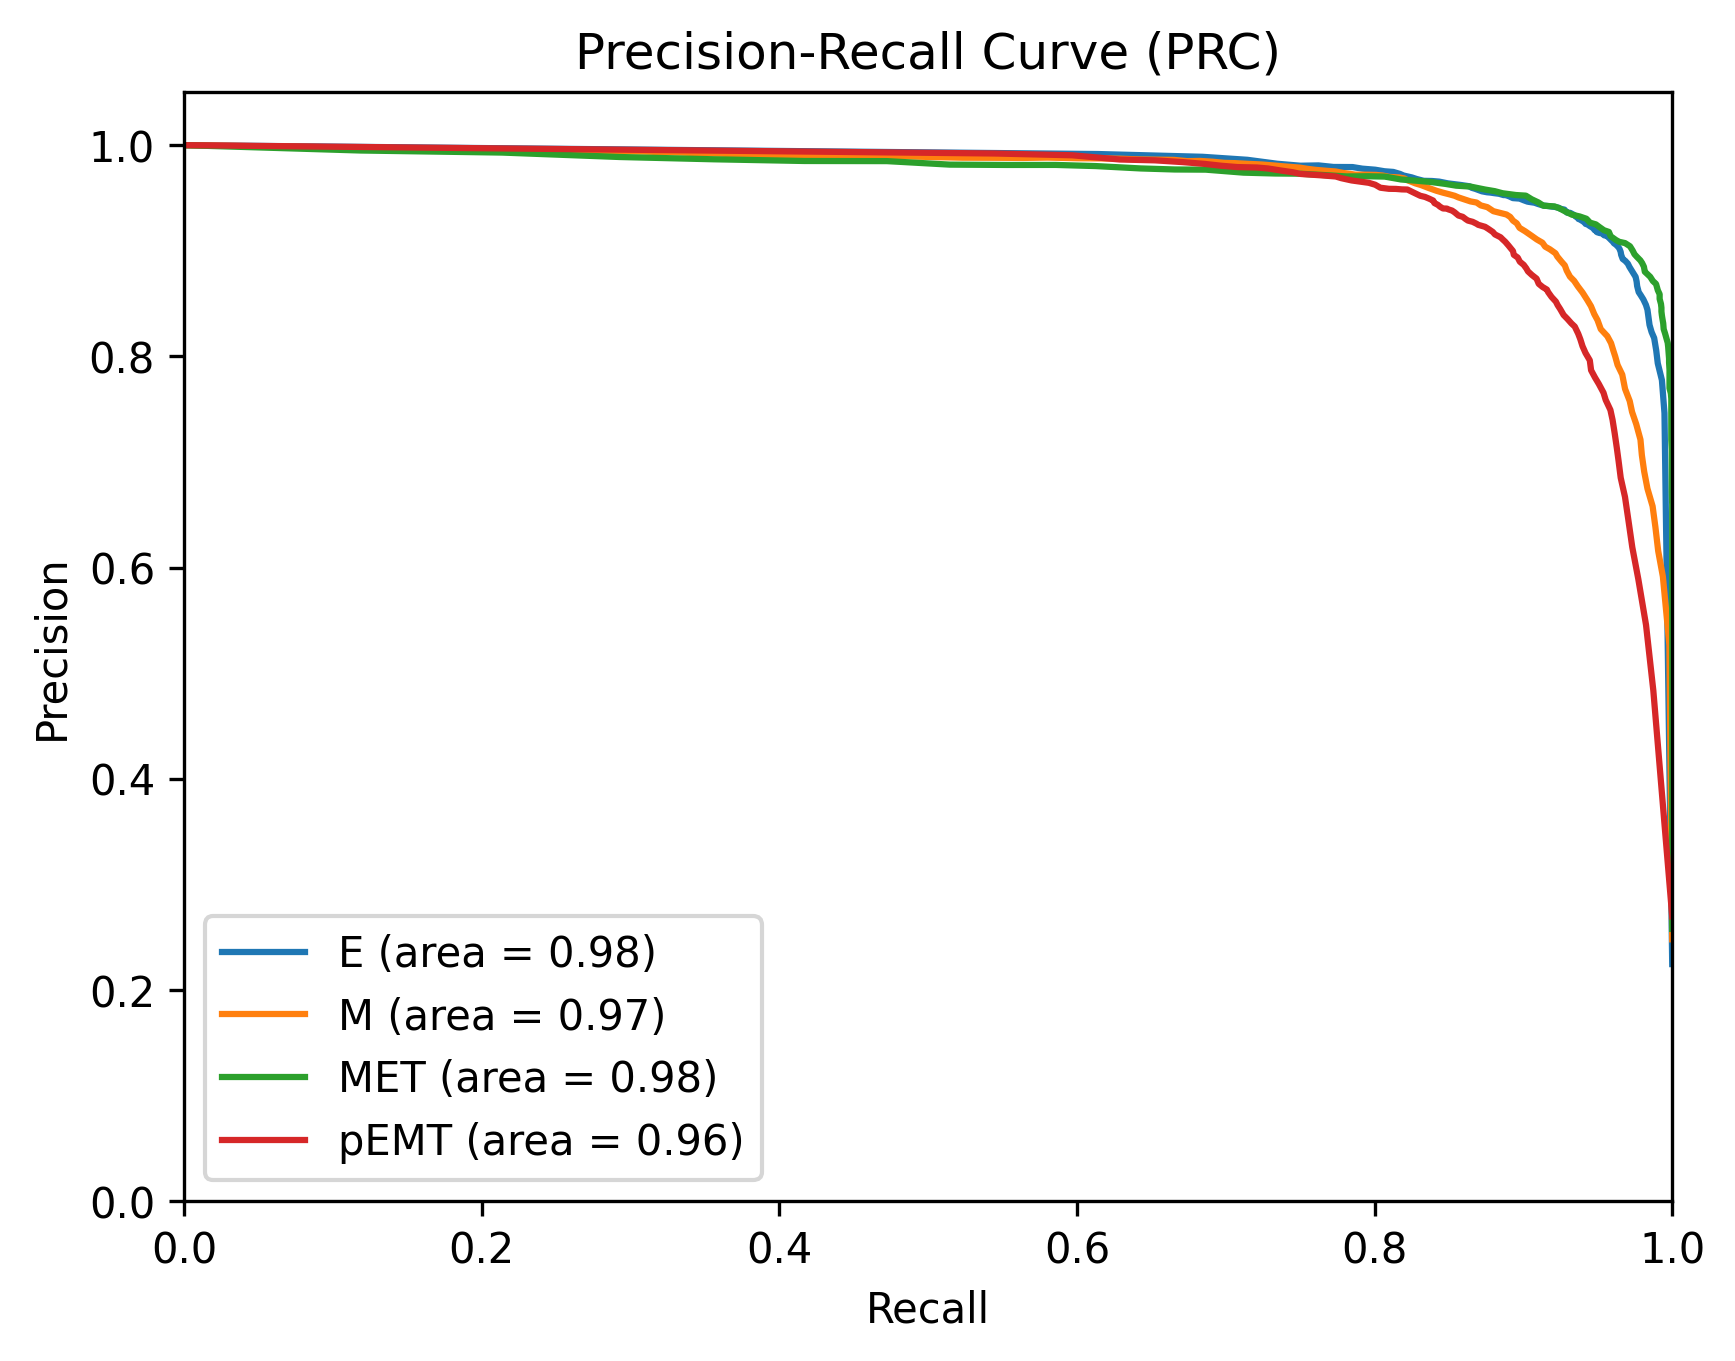 Precision-Recall Curve (PRC)
1.0
0.8
0.6
0.4
0.2
0.0
Precision
E (area = 0.98)
M (area = 0.97)
MET (area = 0.98)
pEMT (area = 0.96)
0.0 0.2 0.4 0.6 0.8 1.0
Recall